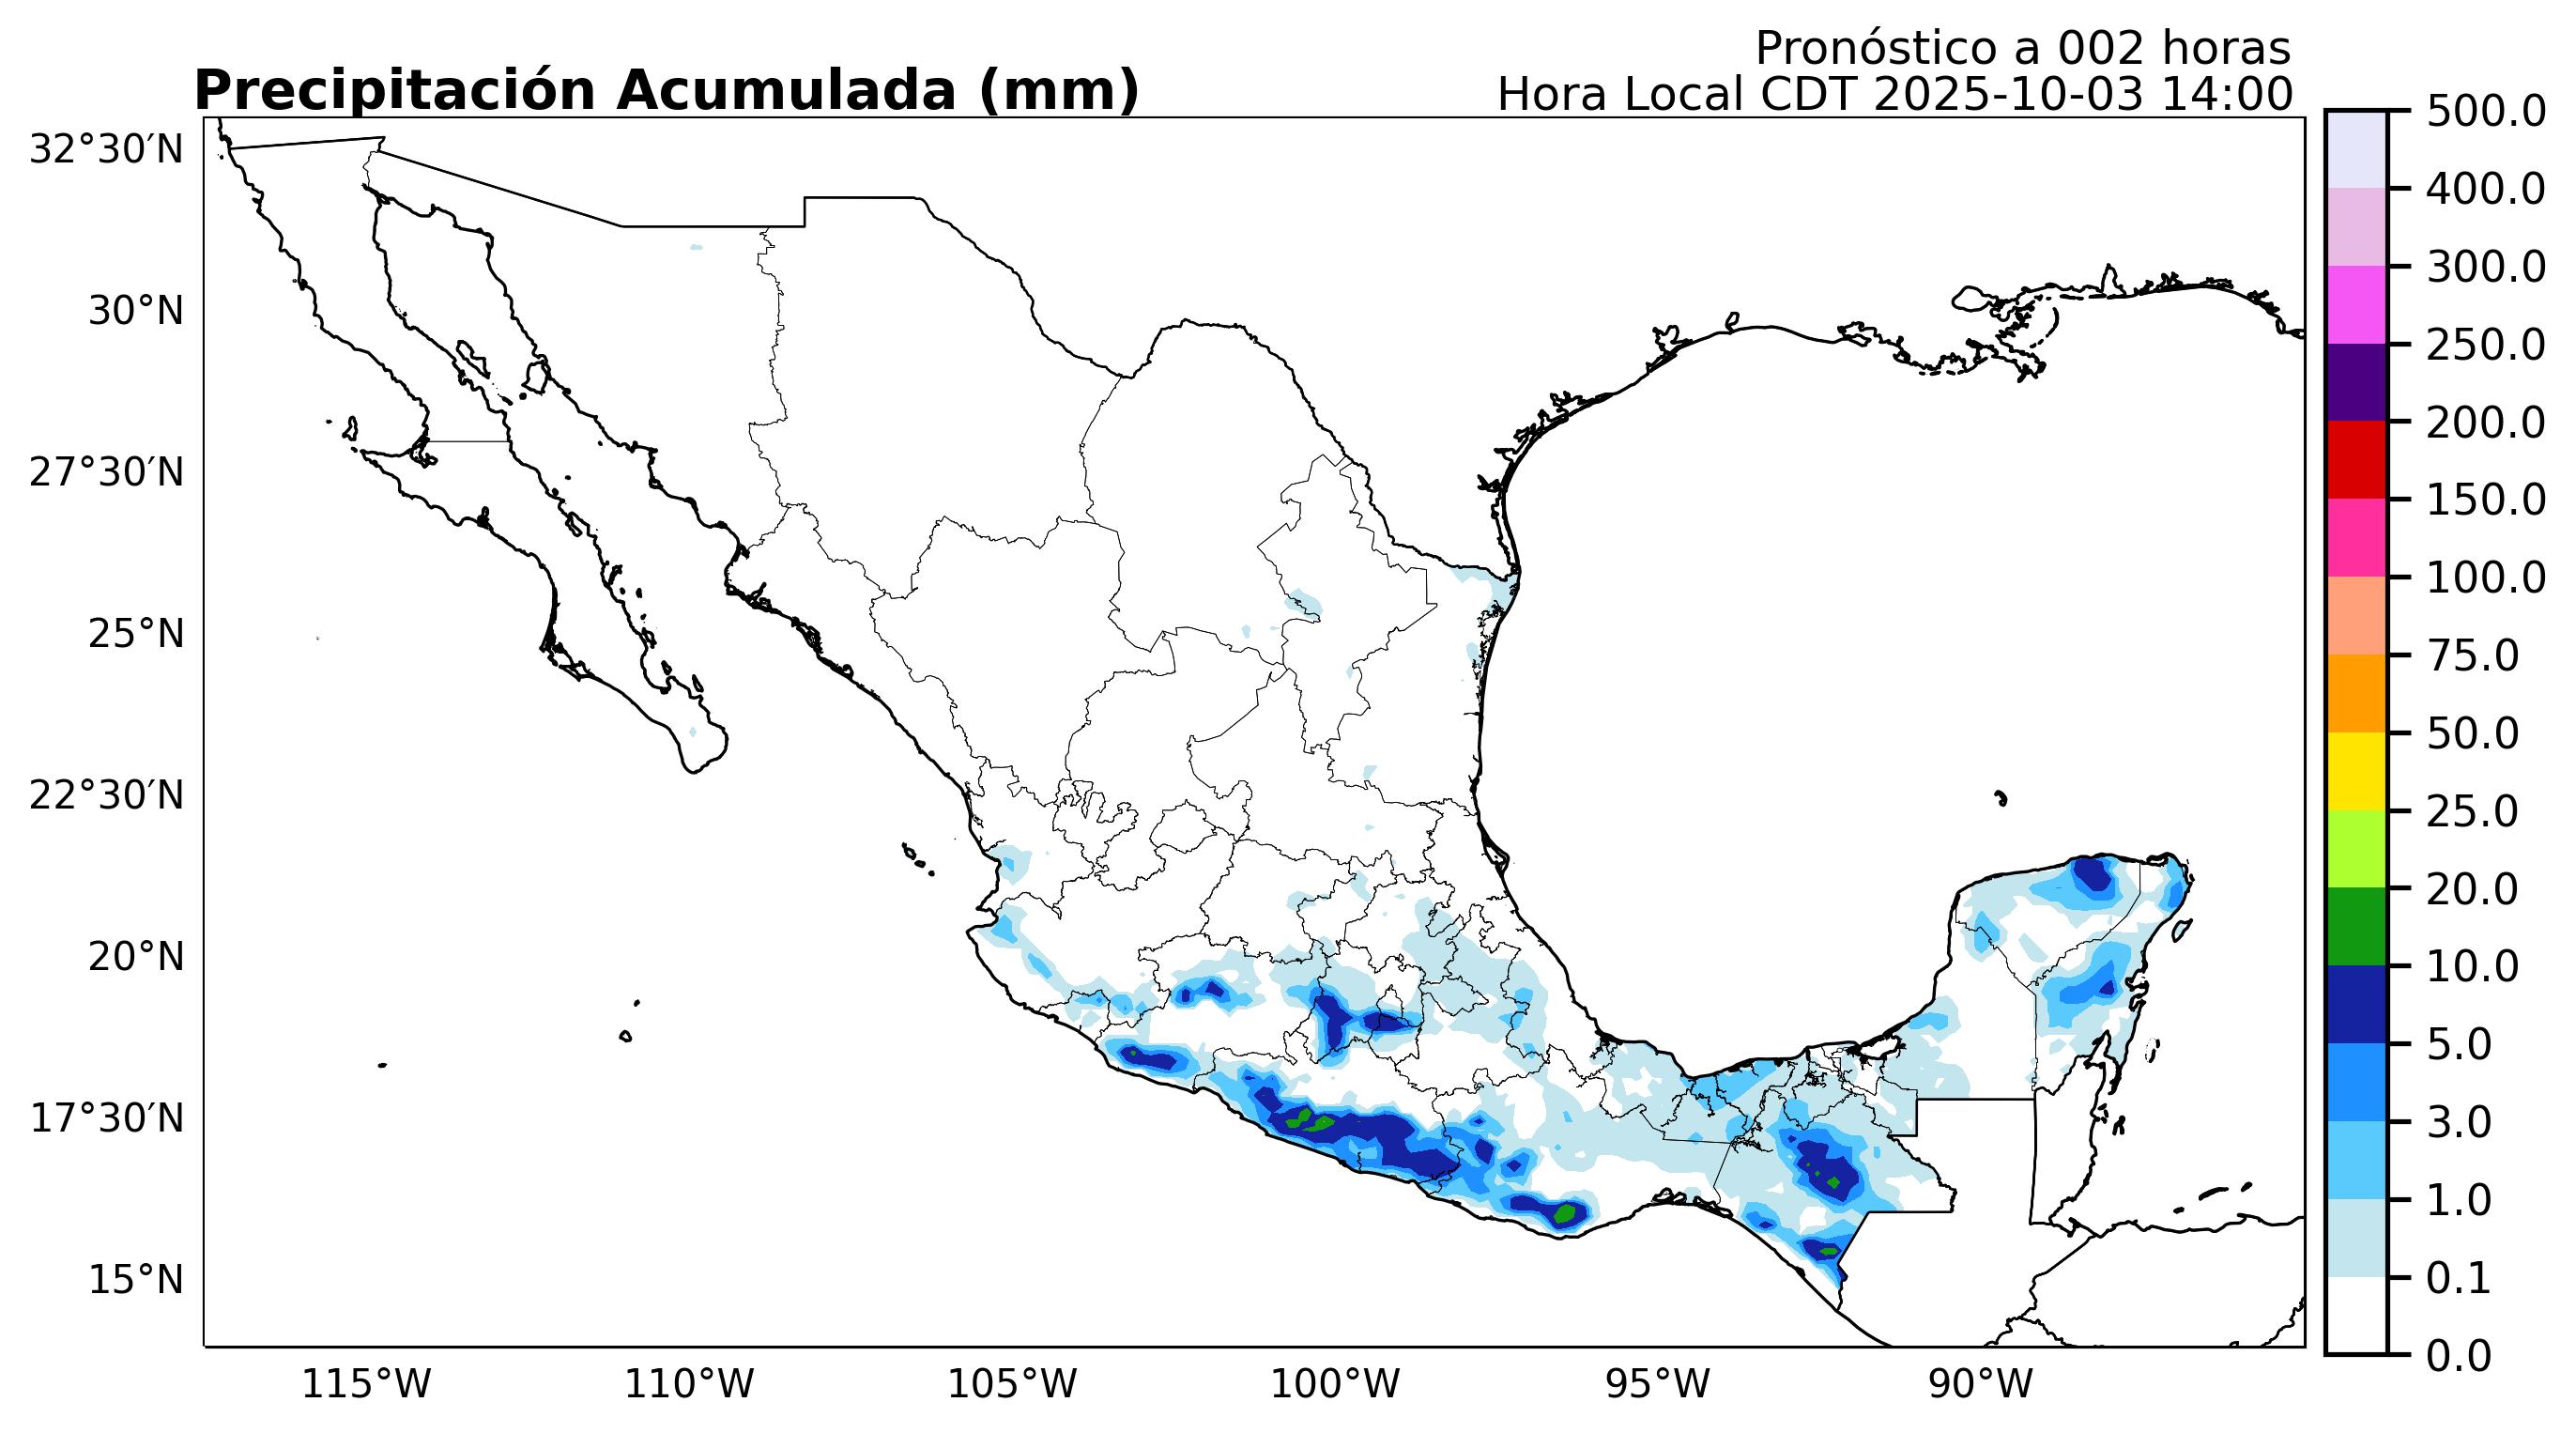 Pronóstico a 002 horas
Precipitación Acumulada (mm)
Hora Local CDT 2025-10-03 14:00
32°30′N
30°N
27°30′N
25°N
22°30′N
20°N
17°30′N
15°N
115°W
110°W
105°W
100°W
95°W
90°W
500.0
400.0
300.0
250.0
200.0
150.0
100.0
75.0
50.0
25.0
20.0
10.0
5.0
3.0
1.0
0.1
0.0